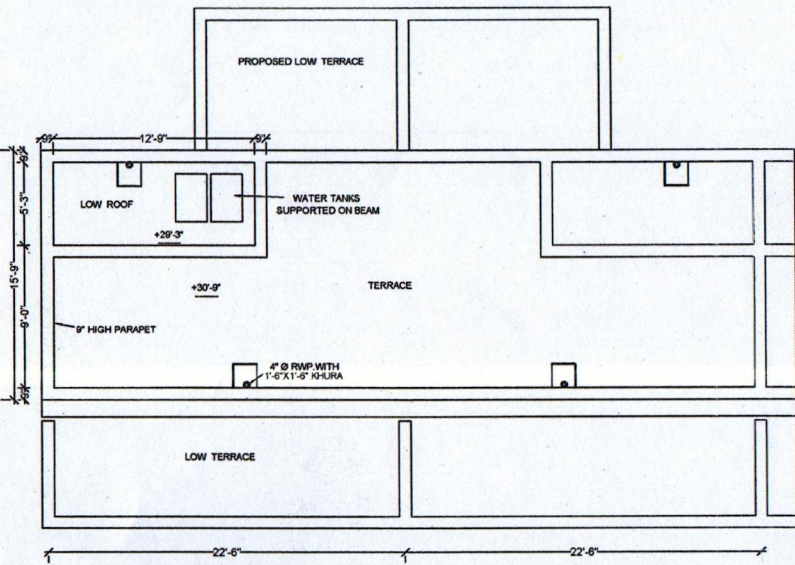 PROPOSED LOW TERRACE
9" 12'-9" 9"
9"
5'-3"
15'-9"
9'-0"
9"
LOW ROOF
WATER TANKS
SUPPORTED ON BEAM
+29'-3"
+30'-9"
TERRACE
9" HIGH PARAPET
4" Ø RWP.WITH
1'-6"X1'-6" KHURA
LOW TERRACE
22'-6" 22'-6"